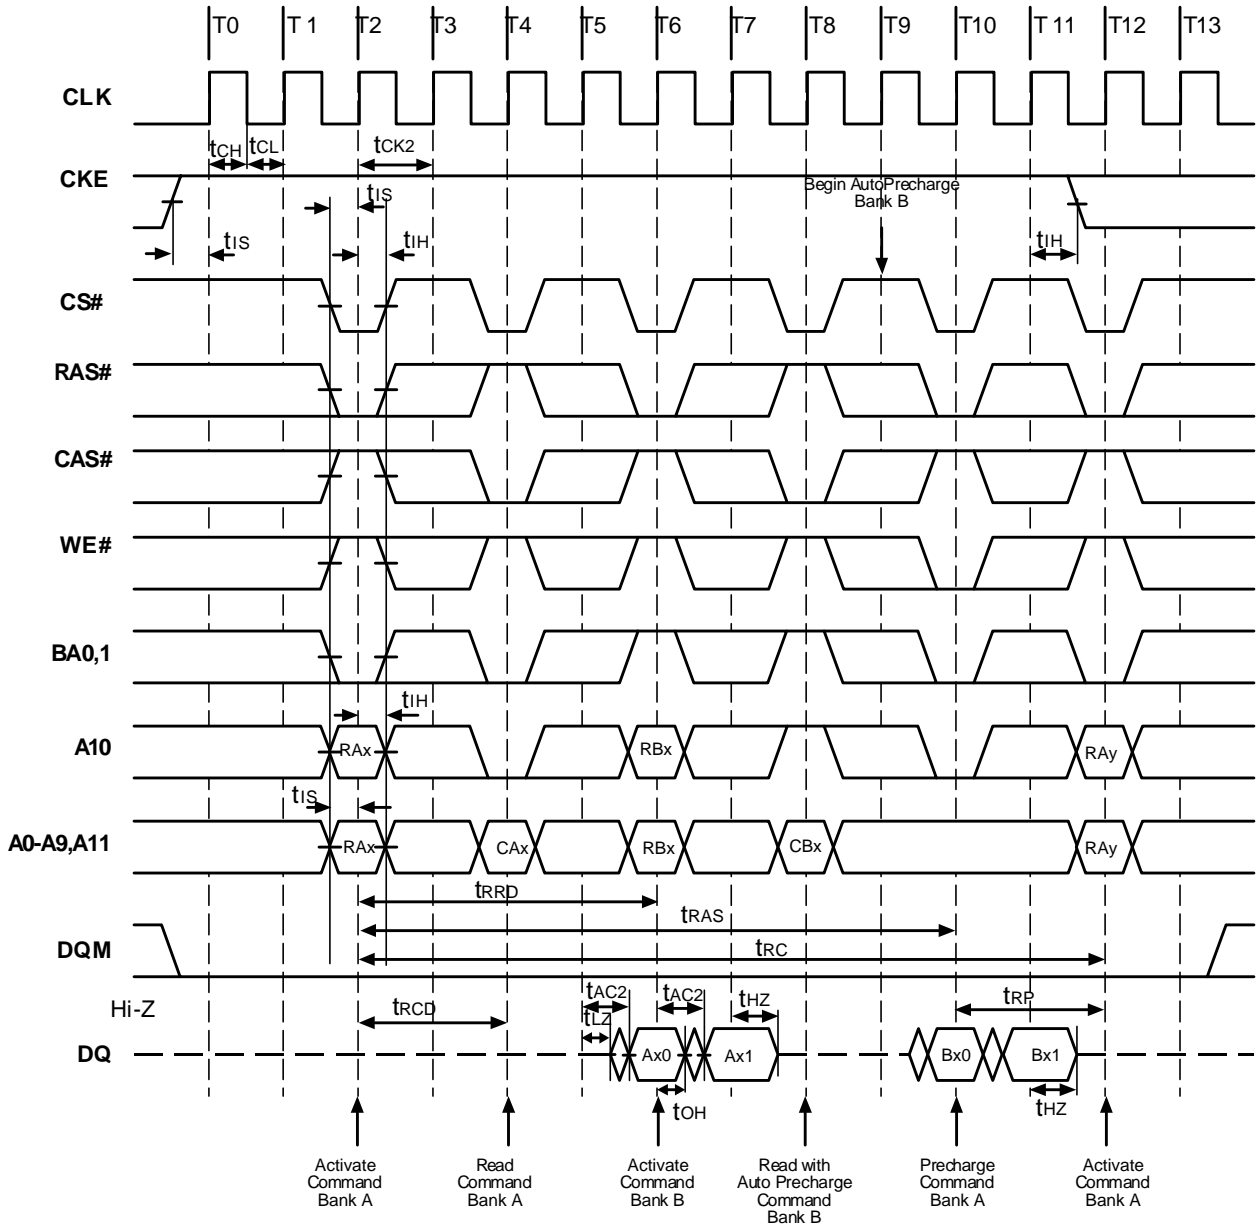 T0 T 1 T2 T3 T4 T5 T6 T7 T8 T9 T10 T 11 T12 T13
CLK
tCH tCL tCK2
CKE
tIS
Begin AutoPrecharge
Bank B
tIS tIH tIH
CS#
RAS#
CAS#
WE#
BA0,1
tIH
A10 RAx RBx RAy
tIS
A0-A9,A11 RAx CAx RBx CBx RAy
tRRD
tRAS
DQM
tRC
Hi-Z tRCD tAC2 tAC2 tHZ tRP
tLZ
DQ Ax0 Ax1 Bx0 Bx1
tOH tHZ
Activate
Command
Bank A
Read
Command
Bank A
Activate
Command
Bank B
Read with
Auto Precharge
Command
Bank B
Precharge
Command
Bank A
Activate
Command
Bank A